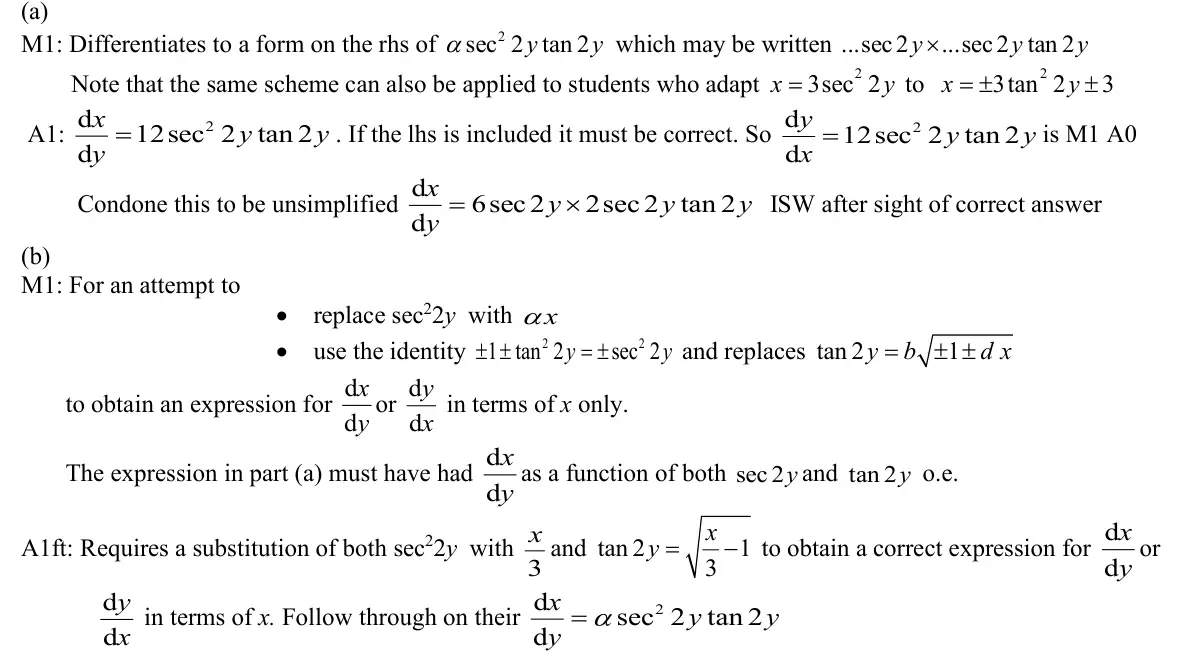 (a)
M1: Differentiates to a form on the rhs of α sec² 2y tan 2y which may be written ...sec 2y × ...sec 2y tan 2y
Note that the same scheme can also be applied to students who adapt x = 3sec² 2y to x = ±3 tan² 2y ± 3
A1: dx/dy = 12 sec² 2y tan 2y . If the lhs is included it must be correct. So dy/dx = 12 sec² 2y tan 2y is M1 A0
Condone this to be unsimplified dx/dy = 6 sec 2y × 2 sec 2y tan 2y ISW after sight of correct answer
(b)
M1: For an attempt to
• replace sec²2y with αx
• use the identity ±1 ± tan² 2y = ± sec² 2y and replaces tan 2y = b√(±1 ± d x)
to obtain an expression for dx/dy or dy/dx in terms of x only.
The expression in part (a) must have had dx/dy as a function of both sec 2y and tan 2y o.e.
A1ft: Requires a substitution of both sec²2y with x/3 and tan 2y = √(x/3 − 1) to obtain a correct expression for dx/dy or
dy/dx in terms of x. Follow through on their dx/dy = α sec² 2y tan 2y